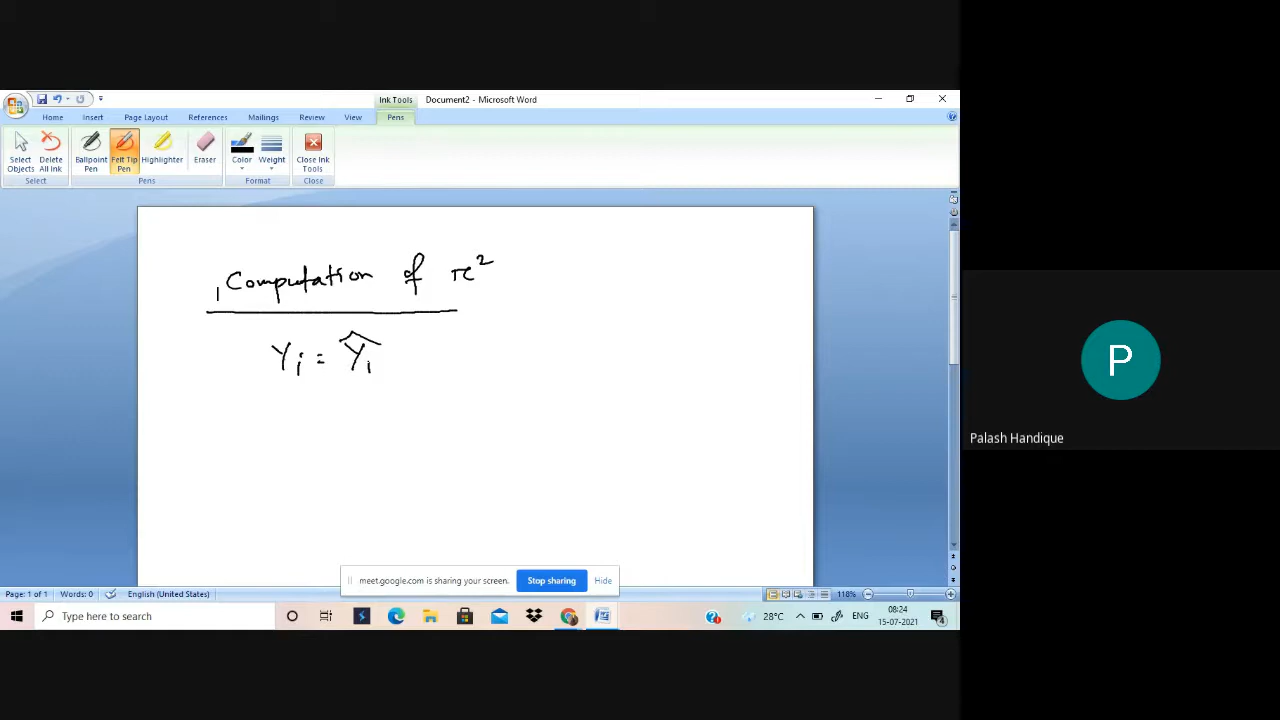 Ink Tools Document2 - Microsoft Word
Home Insert Page Layout References Mailings Review View Pens
Select Objects Delete All Ink Ballpoint Pen Felt Tip Pen Highlighter Eraser Color Weight Close Ink Tools
Select Pens Format Close
Computation of r²
Yi = Ŷi
P
Palash Handique
meet.google.com is sharing your screen. Stop sharing Hide
Page: 1 of 1 Words: 0 English (United States) 118%
Type here to search 28°C ENG 08:24
15-07-2021
4